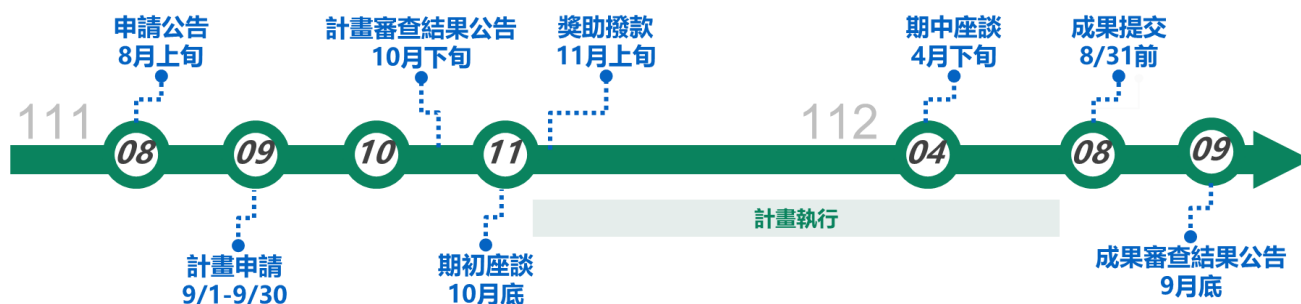 申請公告
8月上旬
計畫審查結果公告
10月下旬
獎助撥款
11月上旬
期中座談
4月下旬
成果提交
8/31前
111
112
08
09
10
11
04
08
09
計畫執行
計畫申請
9/1-9/30
期初座談
10月底
成果審查結果公告
9月底